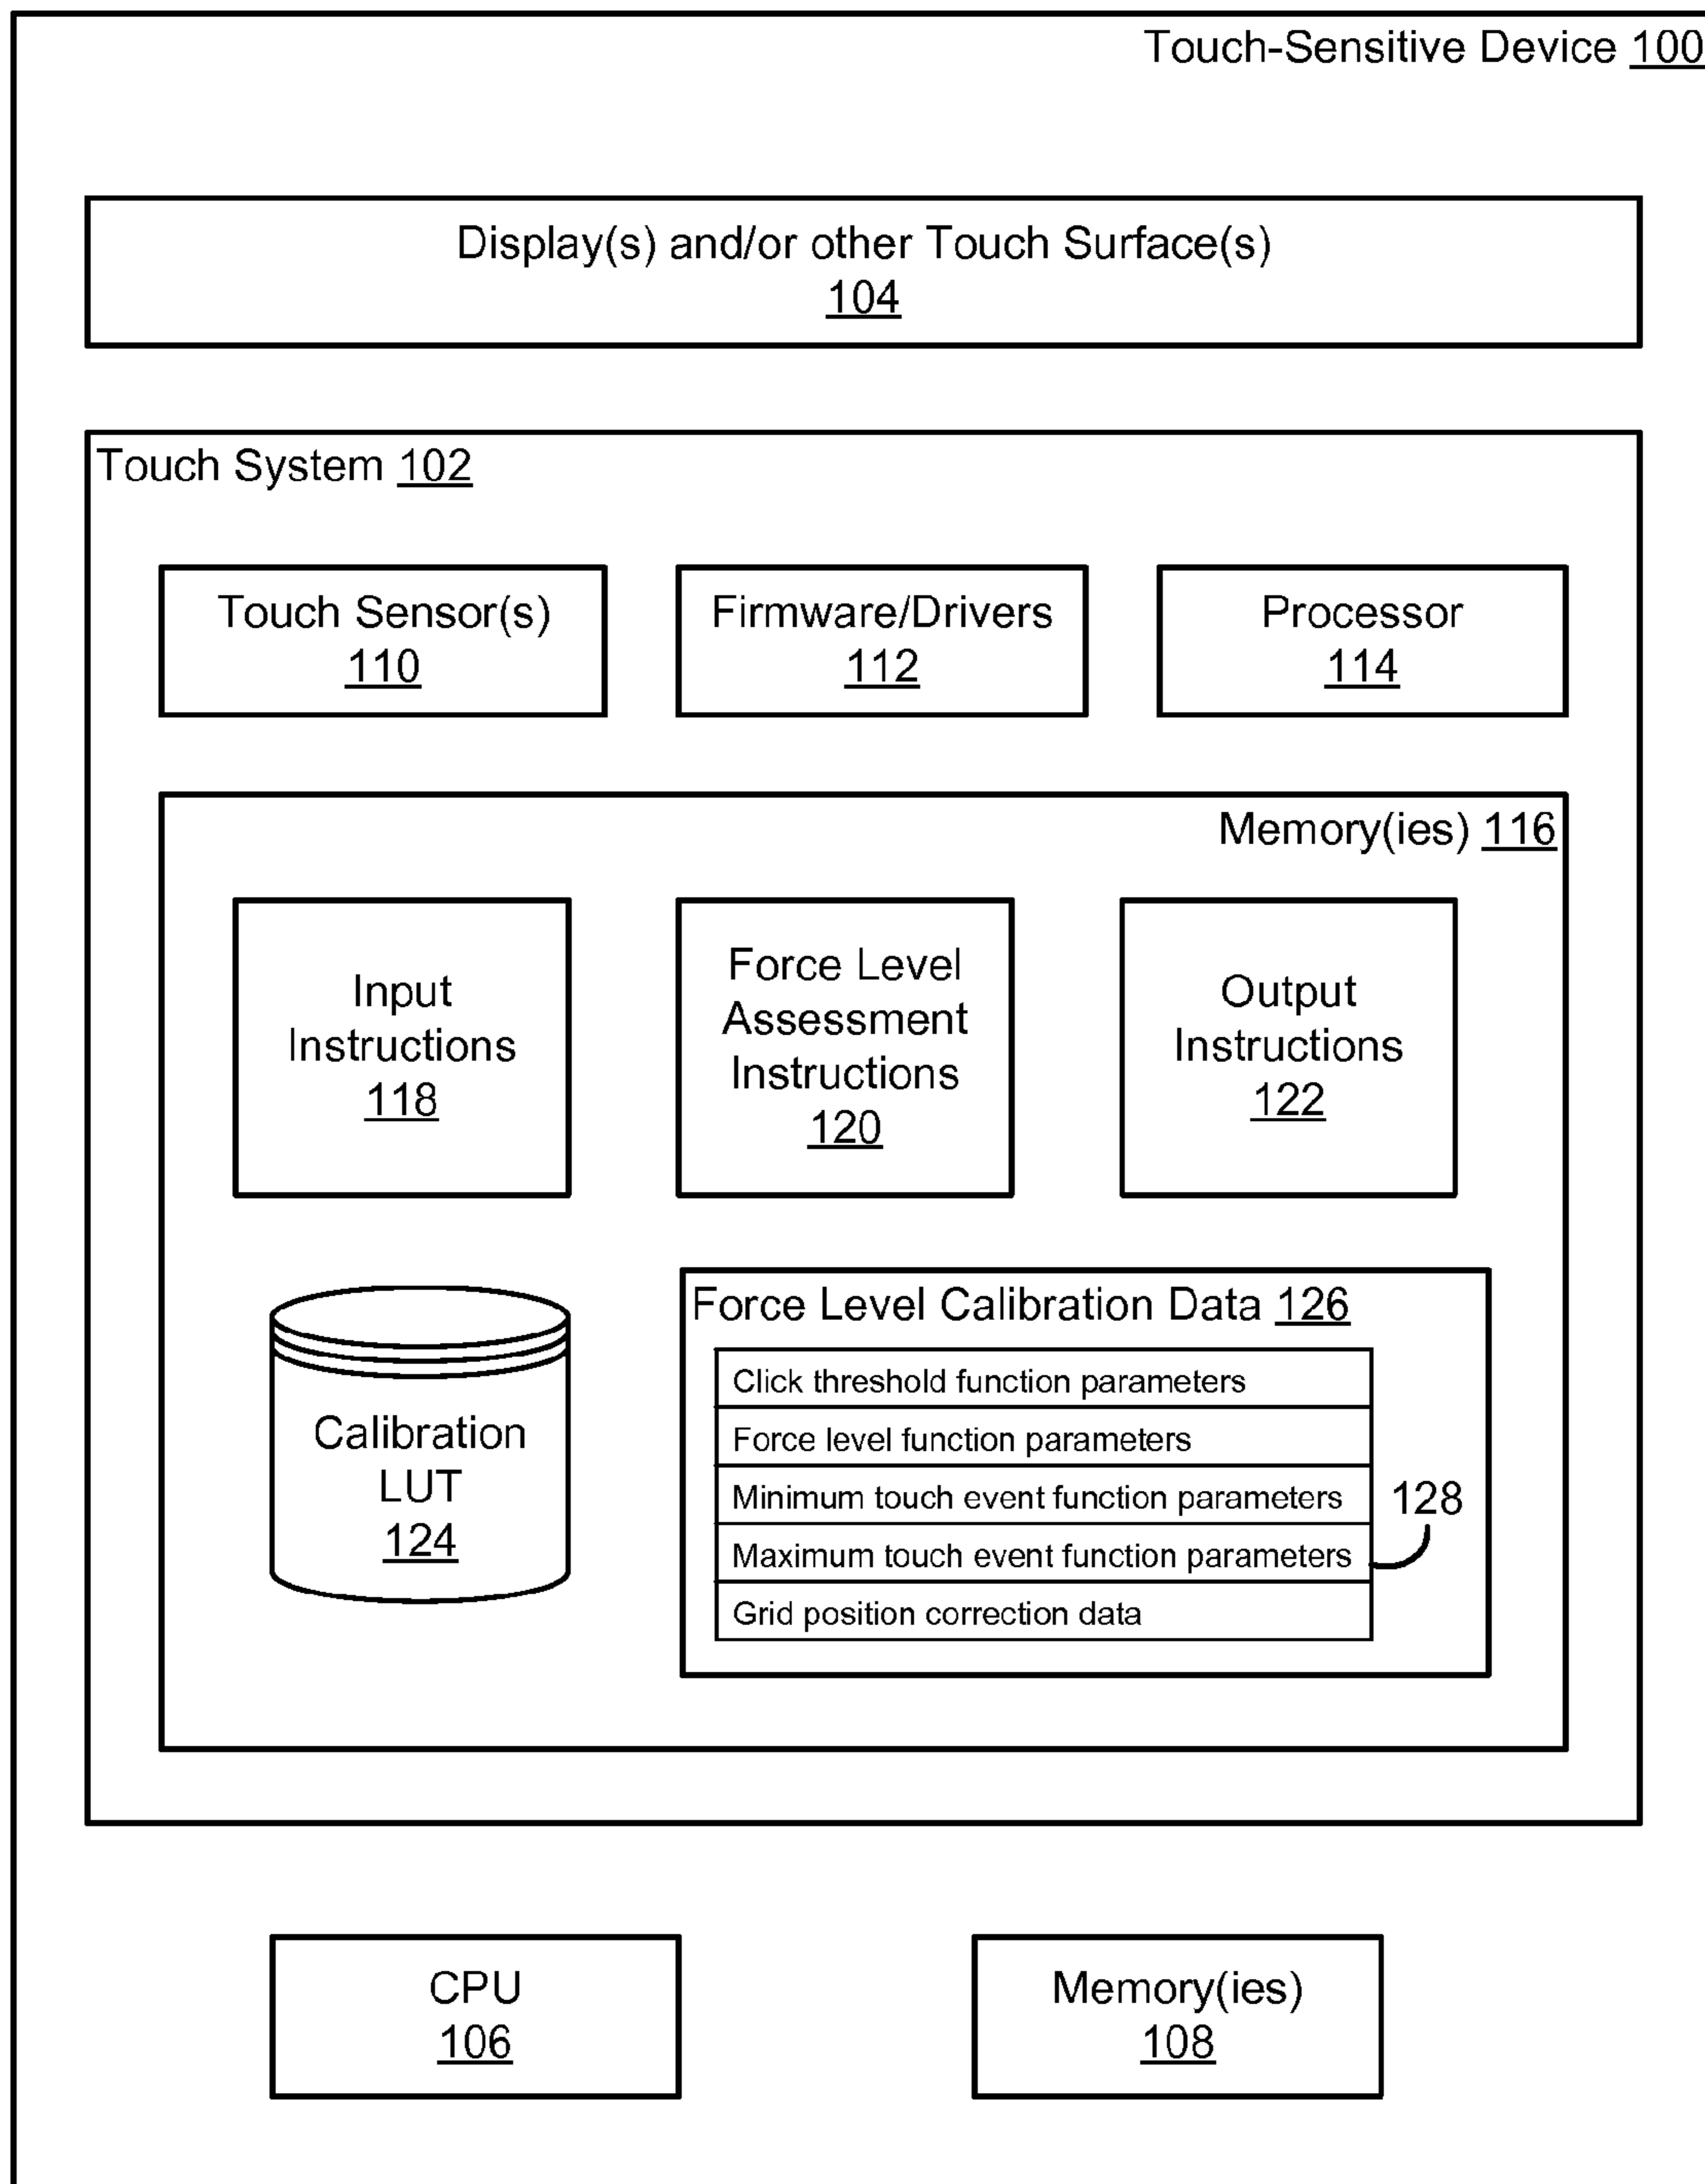 Touch-Sensitive Device 100
Display(s) and/or other Touch Surface(s)
104
Touch System 102
Touch Sensor(s)
110
Firmware/Drivers
112
Processor
114
Memory(ies) 116
Input
Instructions
118
Force Level
Assessment
Instructions
120
Output
Instructions
122
Calibration
LUT
124
Force Level Calibration Data 126
Click threshold function parameters
Force level function parameters
Minimum touch event function parameters
128
Maximum touch event function parameters
Grid position correction data
CPU
106
Memory(ies)
108